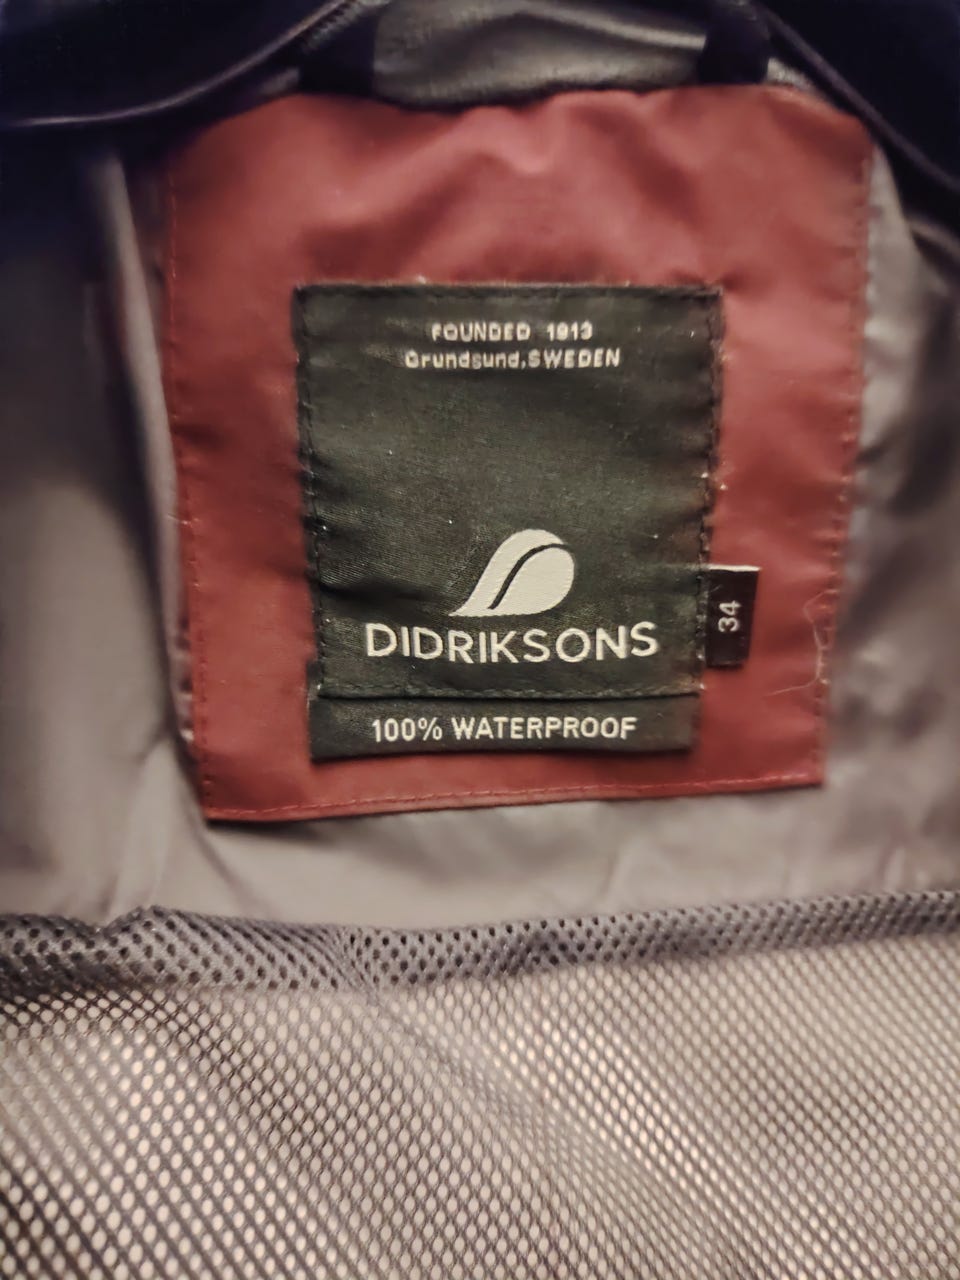 FOUNDED 1913
Grundsund,SWEDEN
DIDRIKSONS
34
100% WATERPROOF